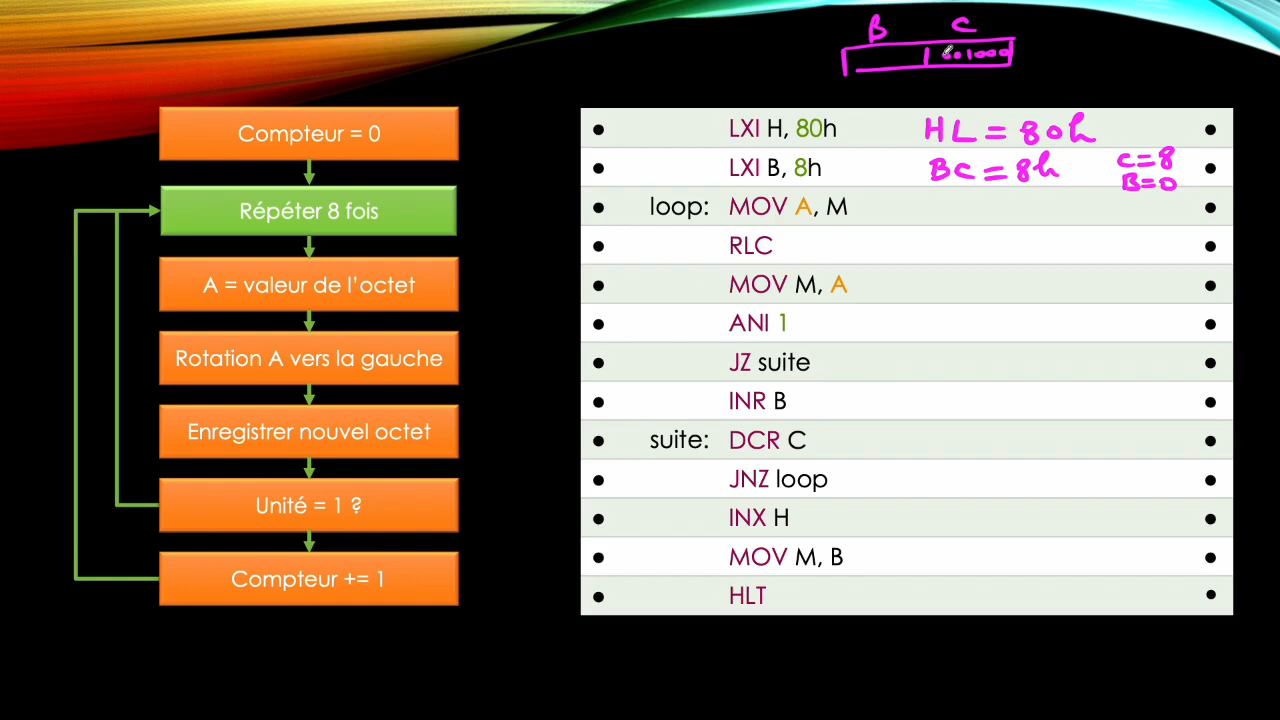 B C
00001000
Compteur = 0
Répéter 8 fois
A = valeur de l’octet
Rotation A vers la gauche
Enregistrer nouvel octet
Unité = 1 ?
Compteur += 1
LXI H, 80h HL = 80h
LXI B, 8h BC = 8h C=8
B=0
loop: MOV A, M
RLC
MOV M, A
ANI 1
JZ suite
INR B
suite: DCR C
JNZ loop
INX H
MOV M, B
HLT